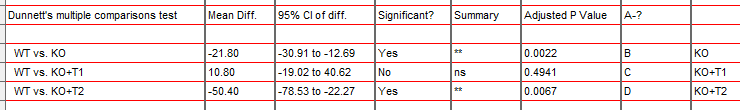 Dunnett's multiple comparisons test Mean Diff. 95% CI of diff. Significant? Summary Adjusted P Value A-?
WT vs. KO -21.80 -30.91 to -12.69 Yes ** 0.0022 B KO
WT vs. KO+T1 10.80 -19.02 to 40.62 No ns 0.4941 C KO+T1
WT vs. KO+T2 -50.40 -78.53 to -22.27 Yes ** 0.0067 D KO+T2